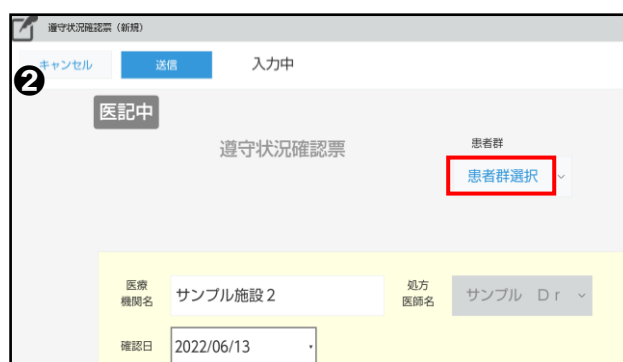 遵守状況確認票（新規）
キャンセル 送信 入力中
❷
医記中
遵守状況確認票 患者群
患者群選択
医療機関名 サンプル施設２ 処方医師名 サンプル　Ｄｒ
確認日 2022/06/13